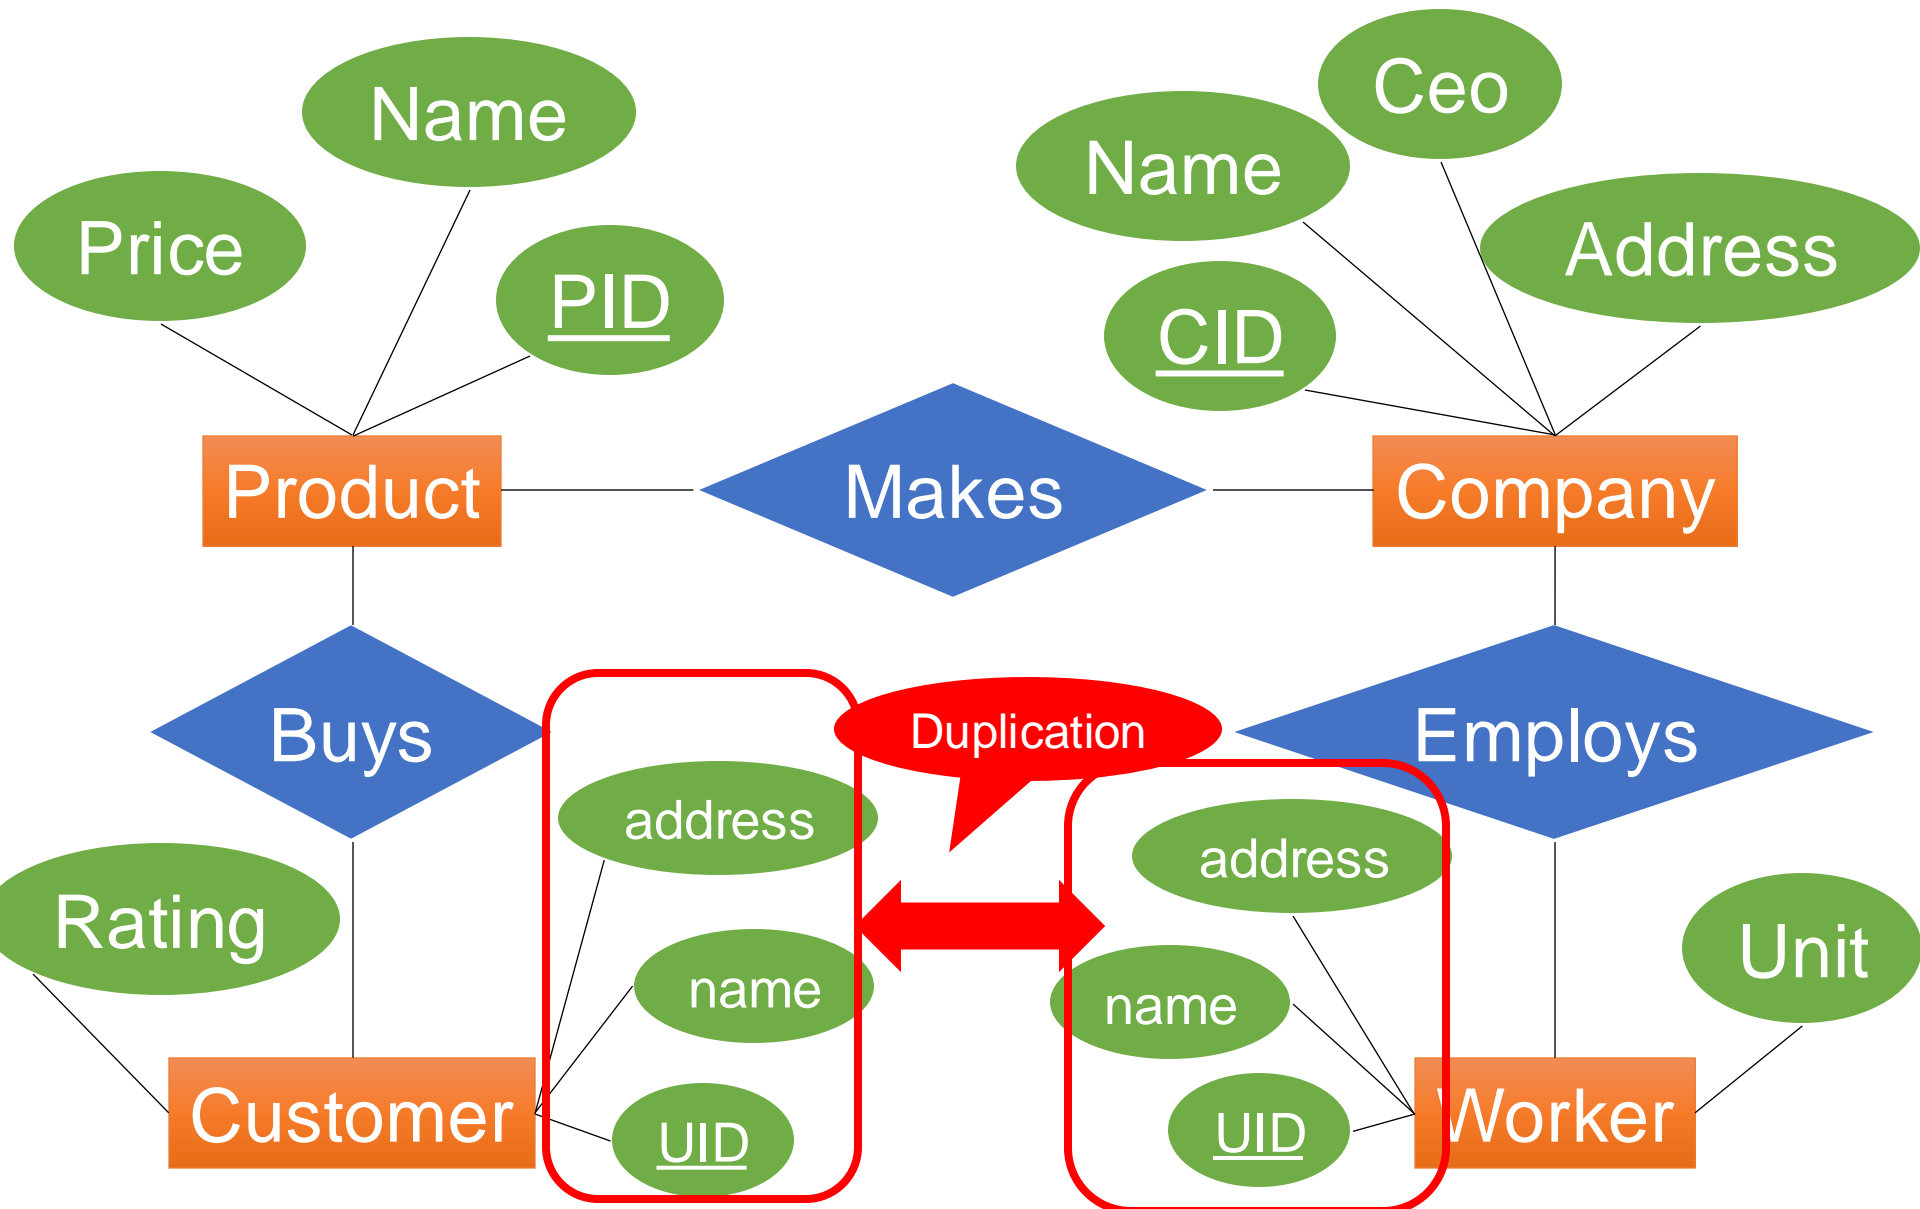 Ceo
Name
Name
Price
Address
PID
CID
Product
Makes
Company
Buys
Duplication
Employs
address
address
Rating
name
name
Unit
Customer
UID
UID
Worker